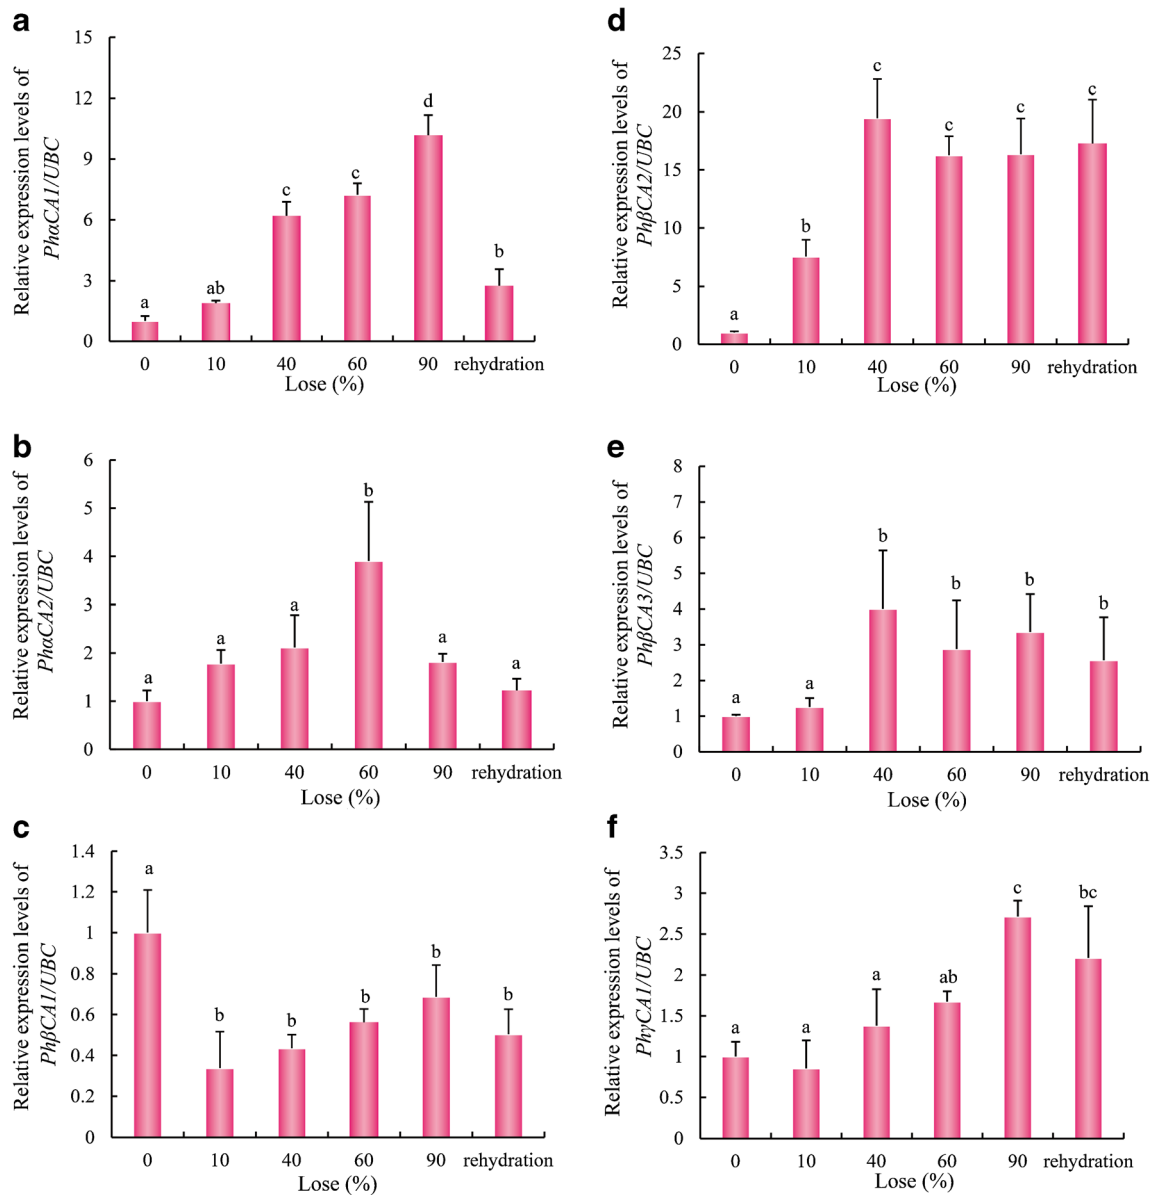 a
Relative expression levels of
PhαCA1/UBC
15
12
9
6
3
0
a
ab
c
c
d
b
0 10 40 60 90 rehydration
Lose (%)
b
Relative expression levels of
PhαCA2/UBC
6
5
4
3
2
1
0
a
a
a
b
a
a
0 10 40 60 90 rehydration
Lose (%)
c
Relative expression levels of
PhβCA1/UBC
1.4
1.2
1
0.8
0.6
0.4
0.2
0
a
b
b
b
b
b
0 10 40 60 90 rehydration
Lose (%)
d
Relative expression levels of
PhβCA2/UBC
25
20
15
10
5
0
a
b
c
c
c
c
0 10 40 60 90 rehydration
Lose (%)
e
Relative expression levels of
PhβCA3/UBC
8
7
6
5
4
3
2
1
0
a
a
b
b
b
b
0 10 40 60 90 rehydration
Lose (%)
f
Relative expression levels of
PhγCA1/UBC
3.5
3
2.5
2
1.5
1
0.5
0
a
a
a
ab
c
bc
0 10 40 60 90 rehydration
Lose (%)